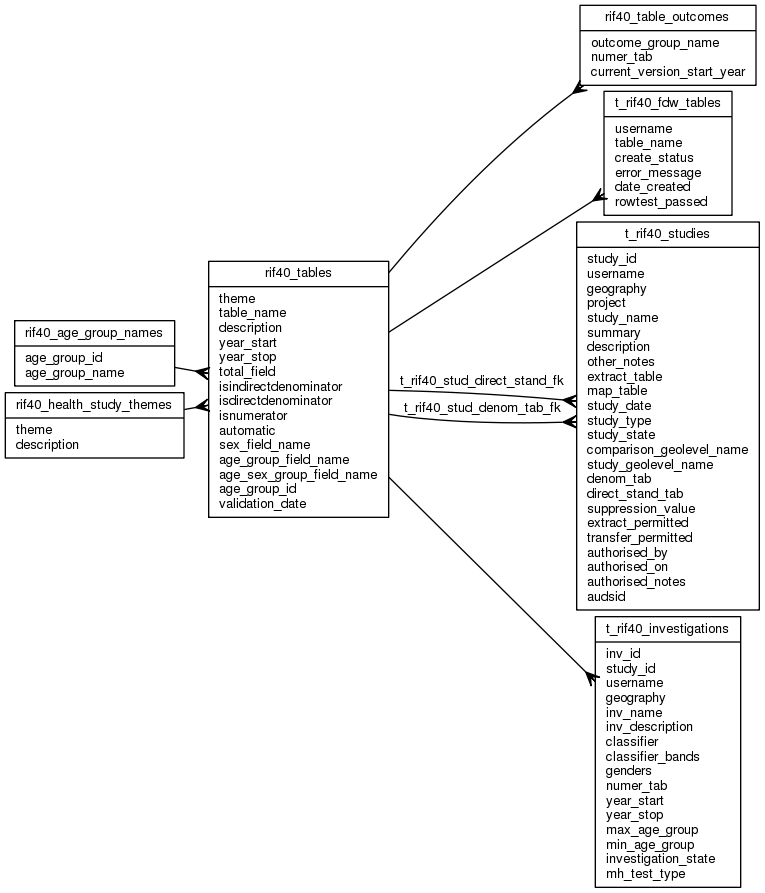 rif40_table_outcomes
outcome_group_name
numer_tab
current_version_start_year
t_rif40_fdw_tables
username
table_name
create_status
error_message
date_created
rowtest_passed
t_rif40_studies
study_id
username
geography
project
study_name
summary
description
other_notes
extract_table
map_table
study_date
study_type
study_state
comparison_geolevel_name
study_geolevel_name
denom_tab
direct_stand_tab
suppression_value
extract_permitted
transfer_permitted
authorised_by
authorised_on
authorised_notes
audsid
rif40_tables
theme
table_name
description
year_start
year_stop
total_field
isindirectdenominator
isdirectdenominator
isnumerator
automatic
sex_field_name
age_group_field_name
age_sex_group_field_name
age_group_id
validation_date
rif40_age_group_names
age_group_id
age_group_name
rif40_health_study_themes
theme
description
t_rif40_stud_direct_stand_fk
t_rif40_stud_denom_tab_fk
t_rif40_investigations
inv_id
study_id
username
geography
inv_name
inv_description
classifier
classifier_bands
genders
numer_tab
year_start
year_stop
max_age_group
min_age_group
investigation_state
mh_test_type